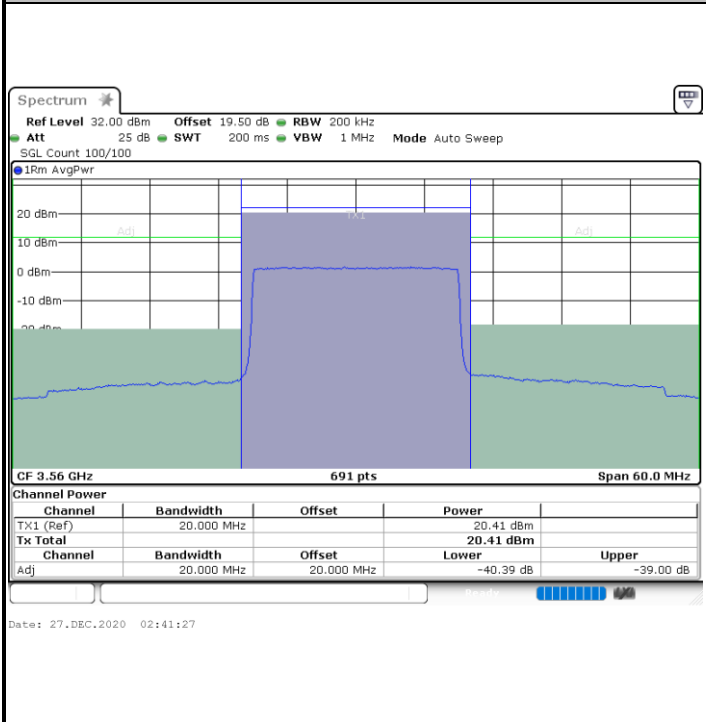 Spectrum
Ref Level 32.00 dBm Offset 19.50 dB RBW 200 kHz
Att 25 dB SWT 200 ms VBW 1 MHz Mode Auto Sweep
SGL Count 100/100
1Rm AvgPwr
20 dBm
TX1
Adj Adj
10 dBm
0 dBm
-10 dBm
-20 dBm
CF 3.56 GHz 691 pts Span 60.0 MHz
Channel Power
Channel Bandwidth Offset Power
TX1 (Ref) 20.000 MHz 20.41 dBm
Tx Total 20.41 dBm
Channel Bandwidth Offset Lower Upper
Adj 20.000 MHz 20.000 MHz -40.39 dB -39.00 dB
Ready
Date: 27.DEC.2020 02:41:27